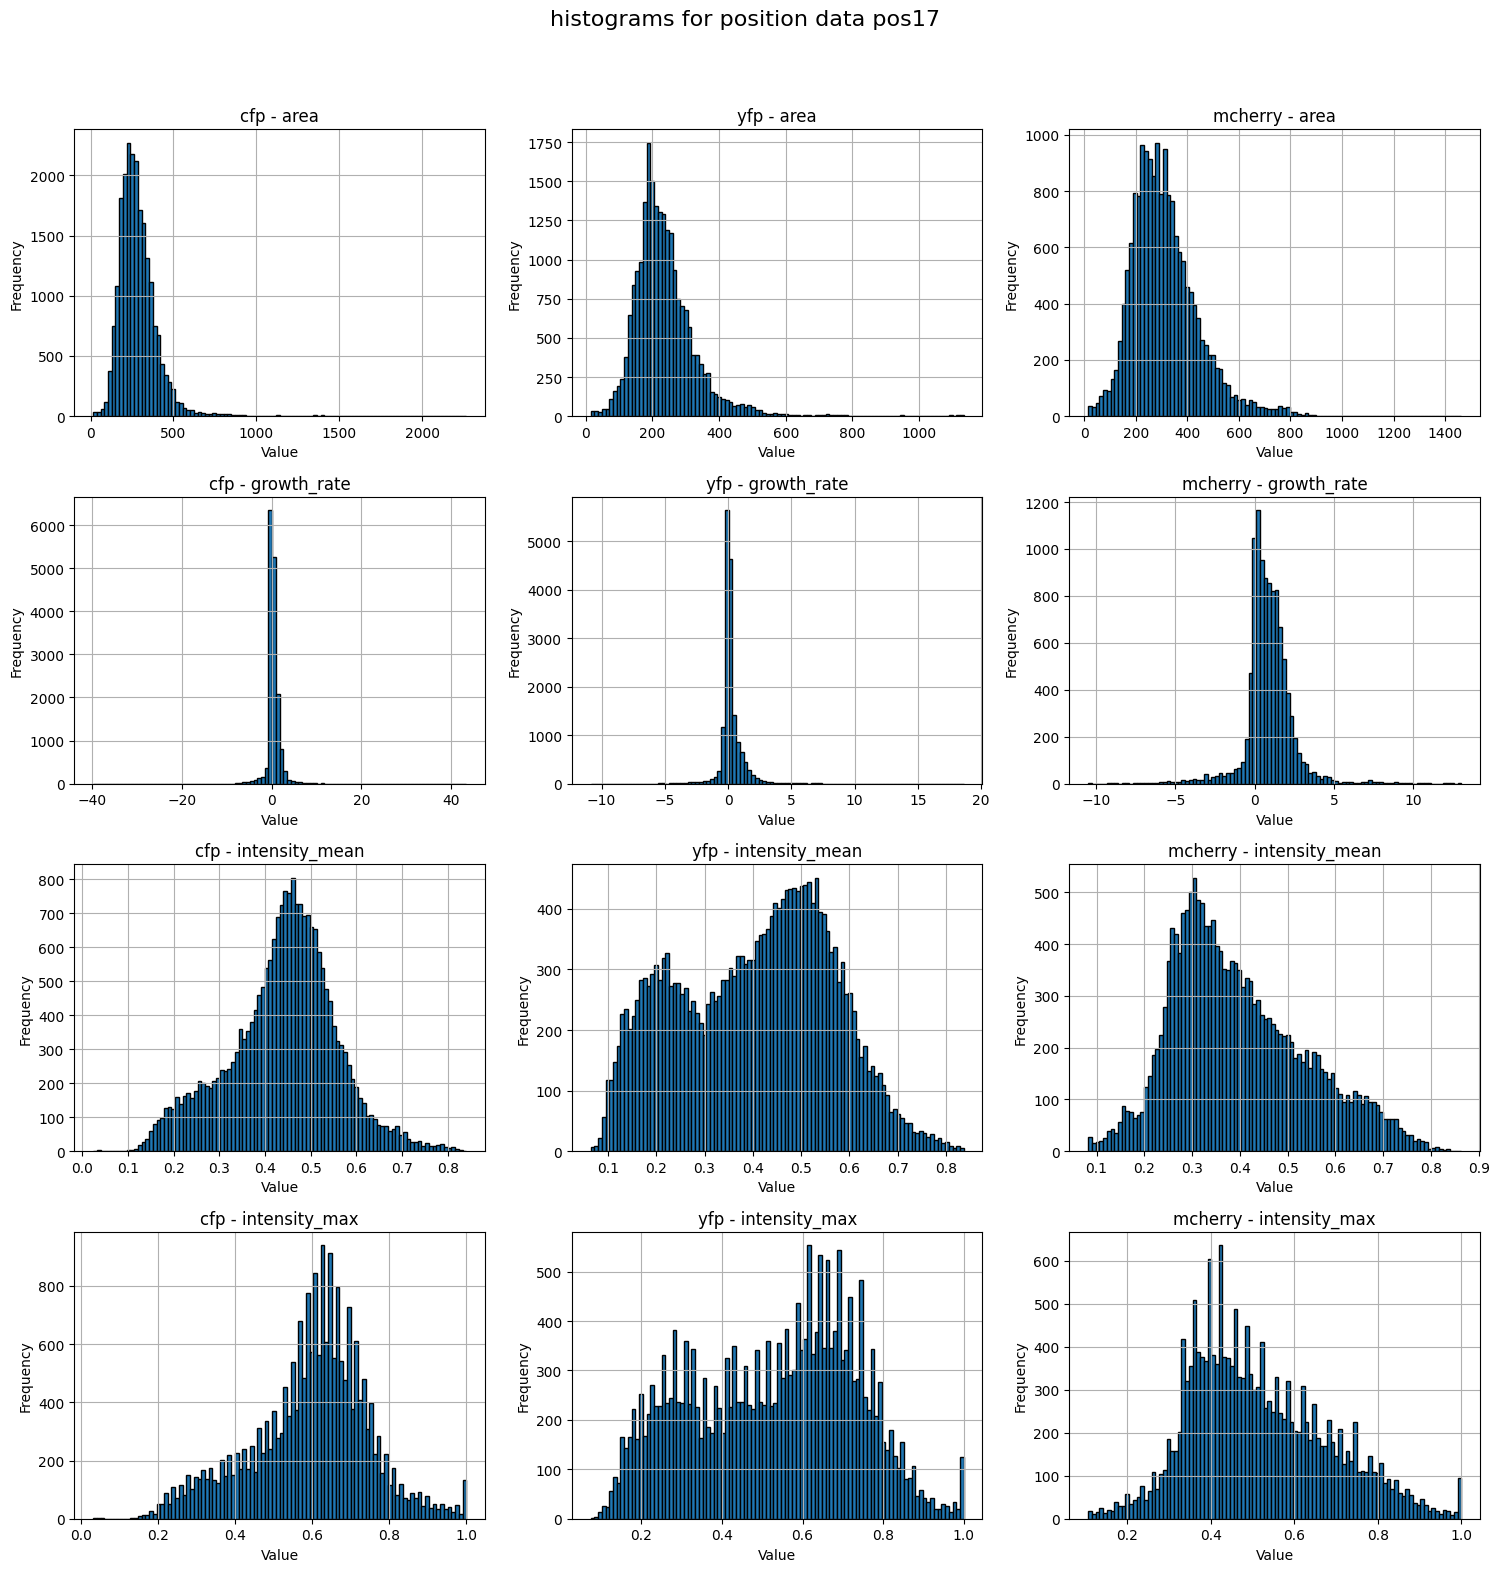 histograms for position data pos17
cfp - area
yfp - area
mcherry - area
Frequency
2000
1500
1000
500
0
0 500 1000 1500 2000
Value
Frequency
1750
1500
1250
1000
750
500
250
0
0 200 400 600 800 1000
Value
Frequency
1000
800
600
400
200
0
0 200 400 600 800 1000 1200 1400
Value
cfp - growth_rate
yfp - growth_rate
mcherry - growth_rate
Frequency
6000
5000
4000
3000
2000
1000
0
−40 −20 0 20 40
Value
Frequency
5000
4000
3000
2000
1000
0
−10 −5 0 5 10 15 20
Value
Frequency
1200
1000
800
600
400
200
0
−10 −5 0 5 10
Value
cfp - intensity_mean
yfp - intensity_mean
mcherry - intensity_mean
Frequency
800
700
600
500
400
300
200
100
0
0.0 0.1 0.2 0.3 0.4 0.5 0.6 0.7 0.8
Value
Frequency
400
300
200
100
0
0.1 0.2 0.3 0.4 0.5 0.6 0.7 0.8
Value
Frequency
500
400
300
200
100
0
0.1 0.2 0.3 0.4 0.5 0.6 0.7 0.8 0.9
Value
cfp - intensity_max
yfp - intensity_max
mcherry - intensity_max
Frequency
800
600
400
200
0
0.0 0.2 0.4 0.6 0.8 1.0
Value
Frequency
500
400
300
200
100
0
0.2 0.4 0.6 0.8 1.0
Value
Frequency
600
500
400
300
200
100
0
0.2 0.4 0.6 0.8 1.0
Value